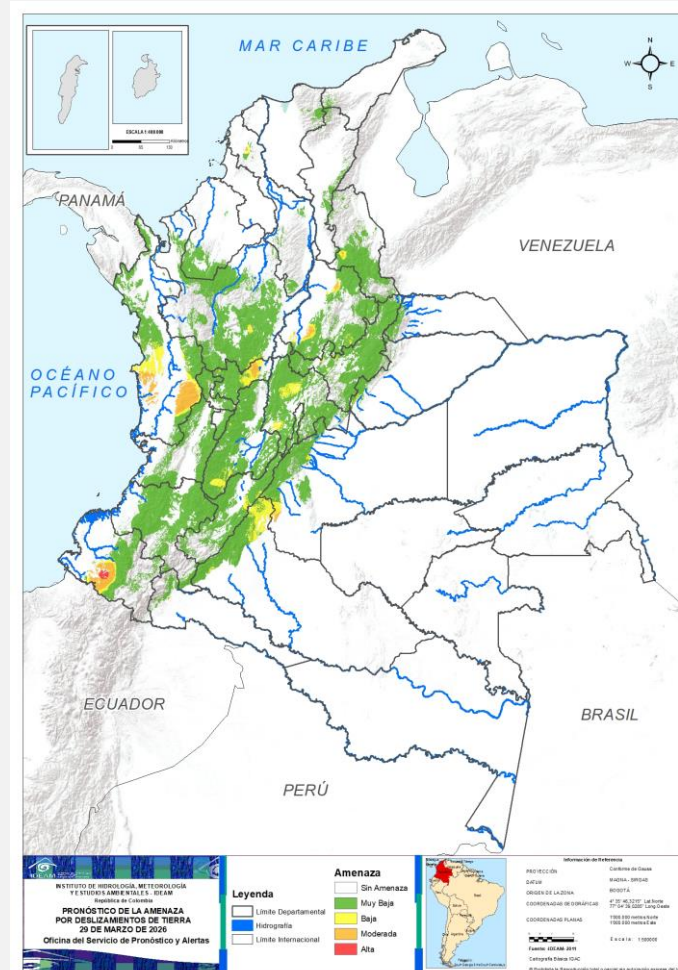 MAR CARIBE
N
W
E
S
PANAMÁ
VENEZUELA
OCÉANO
PACÍFICO
ECUADOR
PERÚ
BRASIL
IDEAM
INSTITUTO DE HIDROLOGÍA, METEOROLOGÍA
Y ESTUDIOS AMBIENTALES - IDEAM
República de Colombia
PRONÓSTICO DE LA AMENAZA
POR DESLIZAMIENTOS DE TIERRA
29 DE MARZO DE 2026
Oficina del Servicio de Pronóstico y Alertas
Leyenda
Límite Departamental
Hidrografía
Límite Internacional
Amenaza
Sin Amenaza
Muy Baja
Baja
Moderada
Alta
Información de Referencia
PROYECCIÓN
DATUM
ORIGEN DE LA ZONA
BOGOTÁ
COORDENADAS GEOGRÁFICAS
COORDENADAS PLANAS
Fuente: IDEAM 2011
Cartografía Básica IGAC